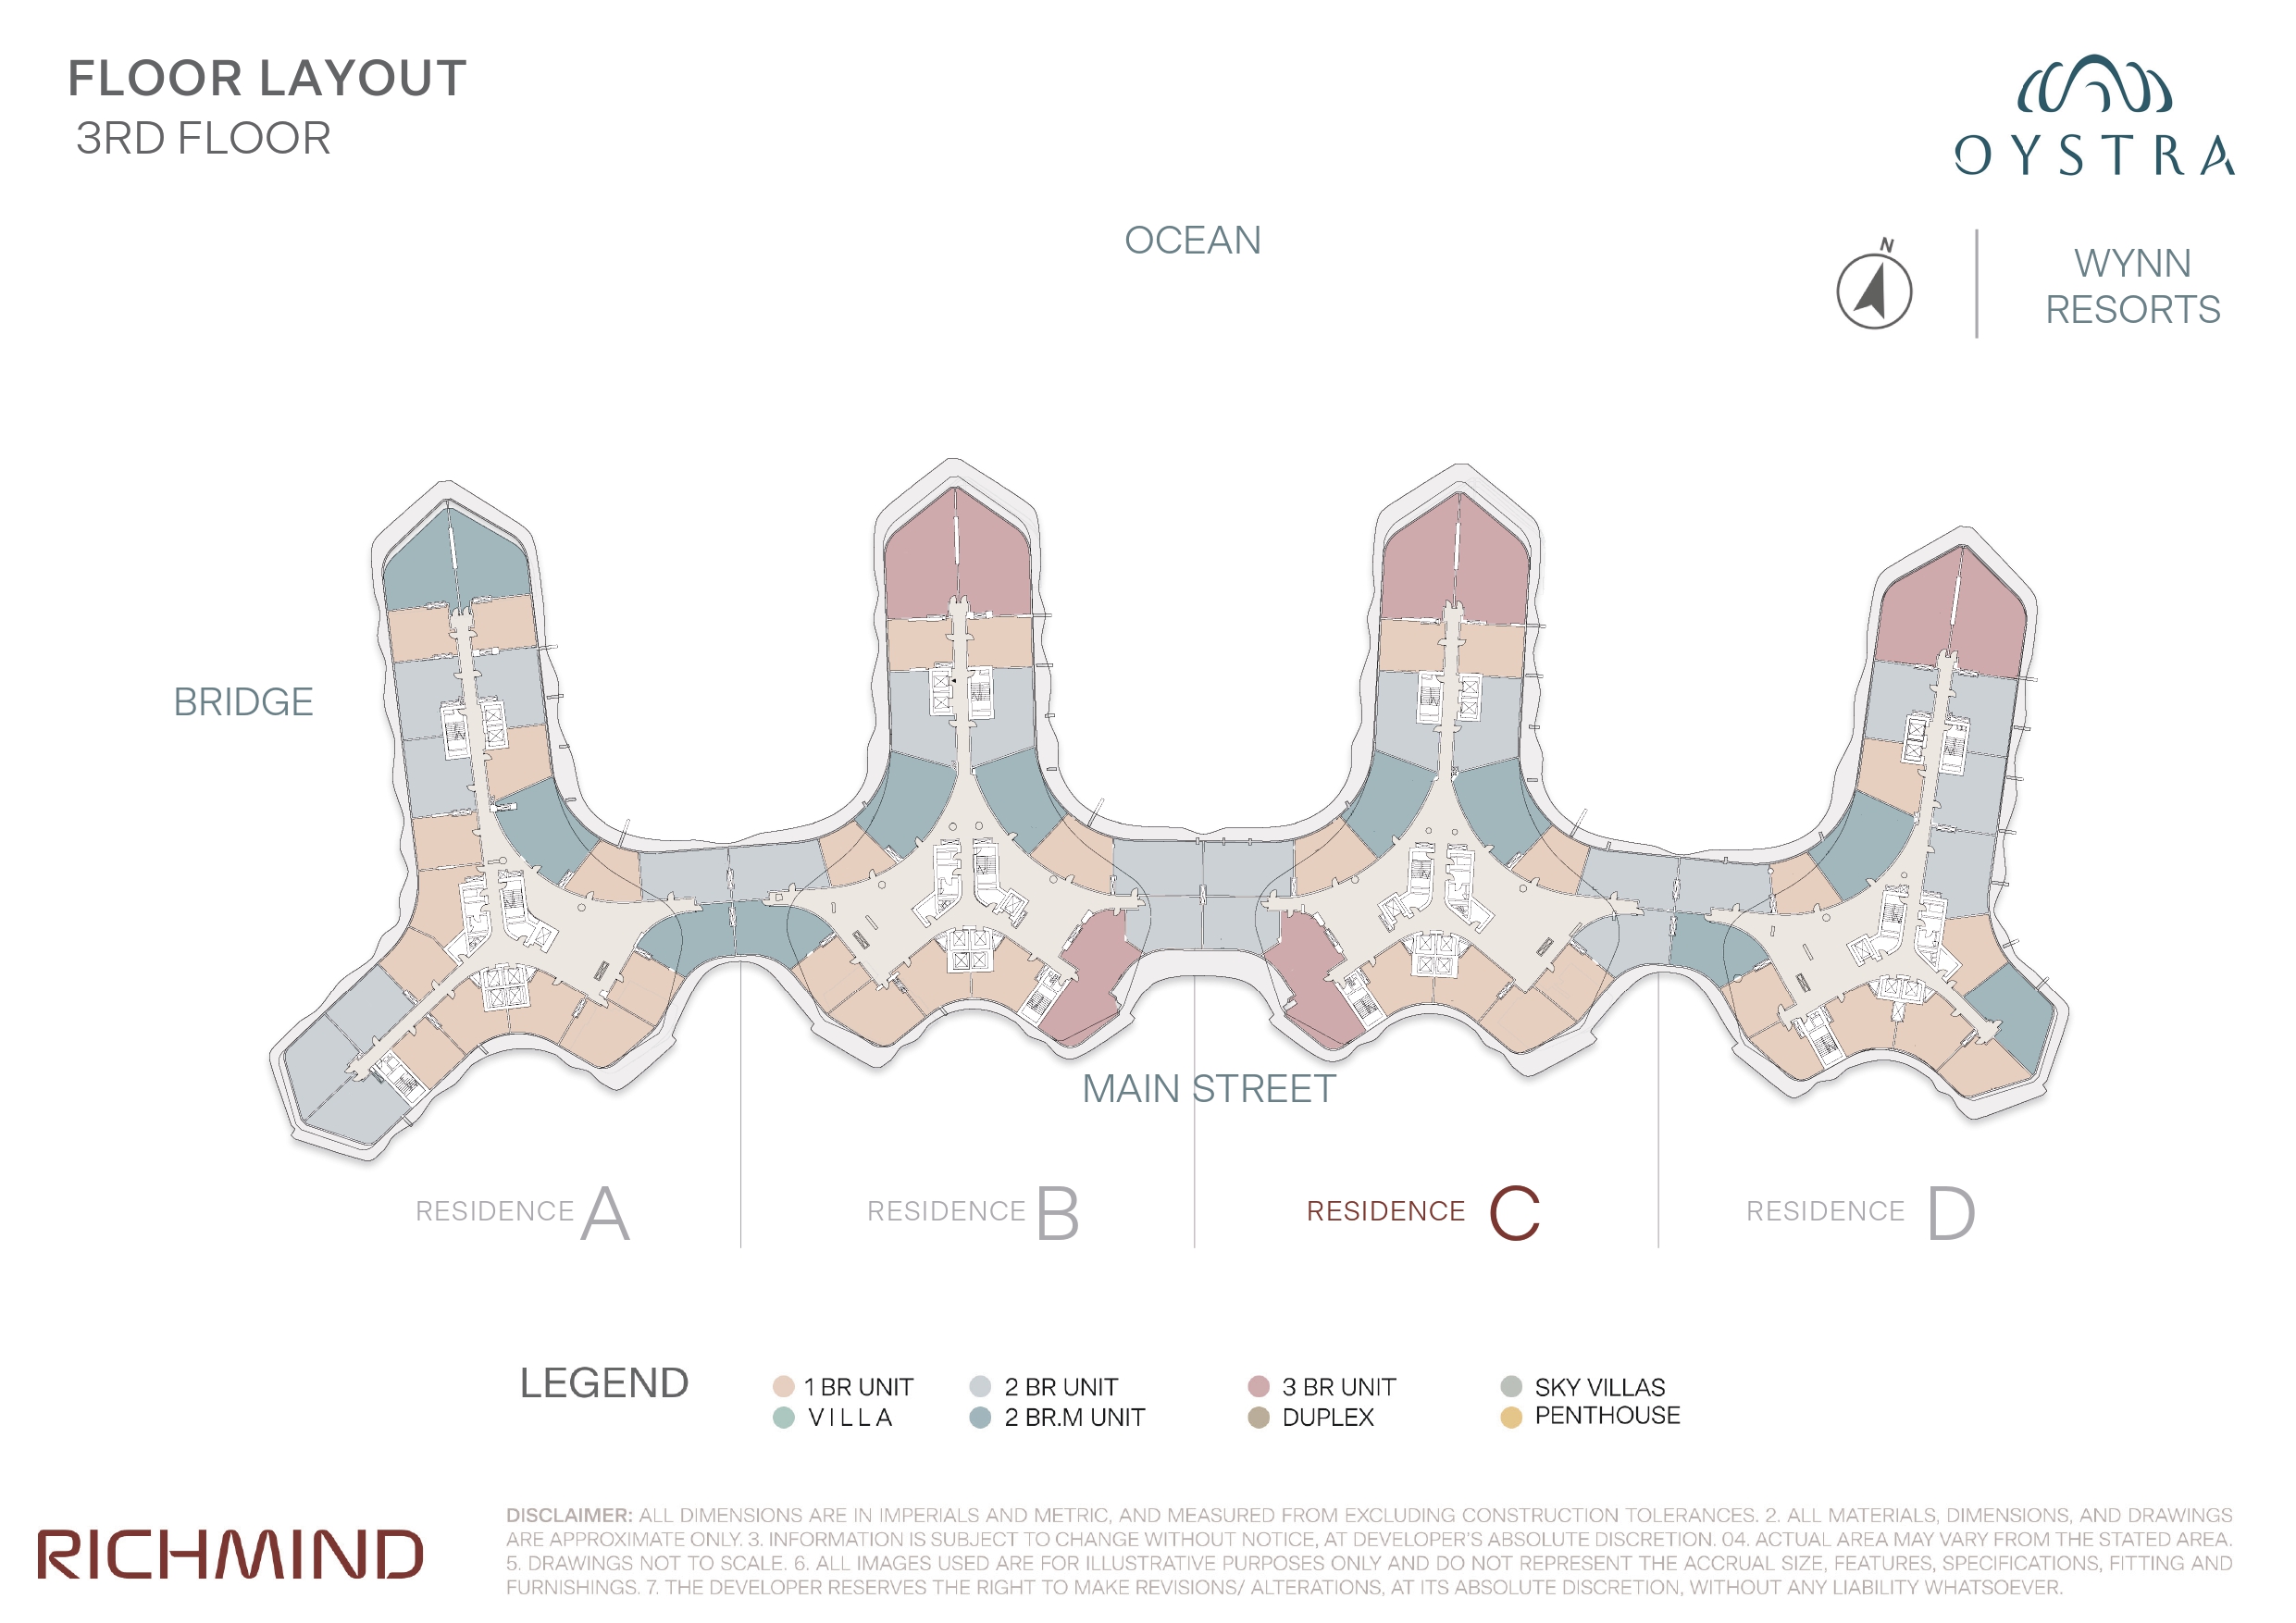 FLOOR LAYOUT
3RD FLOOR
OYSTRA
OCEAN
N
WYNN
RESORTS
BRIDGE
MAIN STREET
RESIDENCE A
RESIDENCE B
RESIDENCE C
RESIDENCE D
LEGEND
1 BR UNIT
2 BR UNIT
3 BR UNIT
SKY VILLAS
VILLA
2 BR.M UNIT
DUPLEX
PENTHOUSE
RICHMIND
DISCLAIMER: ALL DIMENSIONS ARE IN IMPERIALS AND METRIC, AND MEASURED FROM EXCLUDING CONSTRUCTION TOLERANCES. 2. ALL MATERIALS, DIMENSIONS, AND DRAWINGS
ARE APPROXIMATE ONLY. 3. INFORMATION IS SUBJECT TO CHANGE WITHOUT NOTICE, AT DEVELOPER'S ABSOLUTE DISCRETION. 04. ACTUAL AREA MAY VARY FROM THE STATED AREA.
5. DRAWINGS NOT TO SCALE. 6. ALL IMAGES USED ARE FOR ILLUSTRATIVE PURPOSES ONLY AND DO NOT REPRESENT THE ACCRUAL SIZE, FEATURES, SPECIFICATIONS, FITTING AND
FURNISHINGS. 7. THE DEVELOPER RESERVES THE RIGHT TO MAKE REVISIONS/ ALTERATIONS, AT ITS ABSOLUTE DISCRETION, WITHOUT ANY LIABILITY WHATSOEVER.